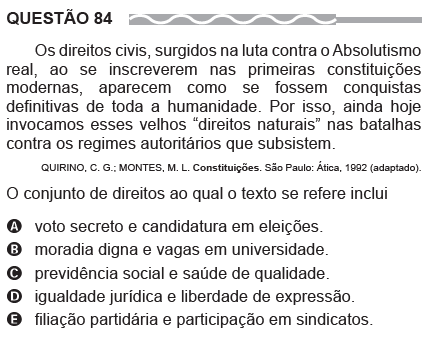 QUESTÃO 84
Os direitos civis, surgidos na luta contra o Absolutismo
real, ao se inscreverem nas primeiras constituições
modernas, aparecem como se fossem conquistas
definitivas de toda a humanidade. Por isso, ainda hoje
invocamos esses velhos “direitos naturais” nas batalhas
contra os regimes autoritários que subsistem.
QUIRINO, C. G.; MONTES, M. L. Constituições. São Paulo: Ática, 1992 (adaptado).
O conjunto de direitos ao qual o texto se refere inclui
A voto secreto e candidatura em eleições.
B moradia digna e vagas em universidade.
C previdência social e saúde de qualidade.
D igualdade jurídica e liberdade de expressão.
E filiação partidária e participação em sindicatos.